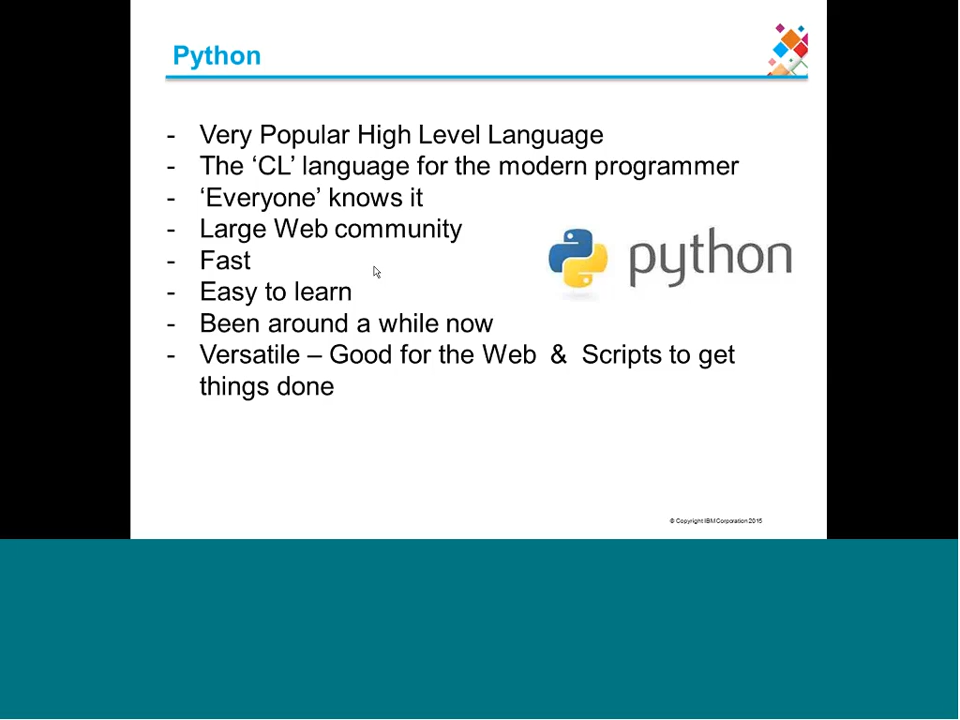 Python
- Very Popular High Level Language
- The ‘CL’ language for the modern programmer
- ‘Everyone’ knows it
- Large Web community
- Fast
- Easy to learn
- Been around a while now
- Versatile – Good for the Web & Scripts to get
things done
python
© Copyright IBM Corporation 2015